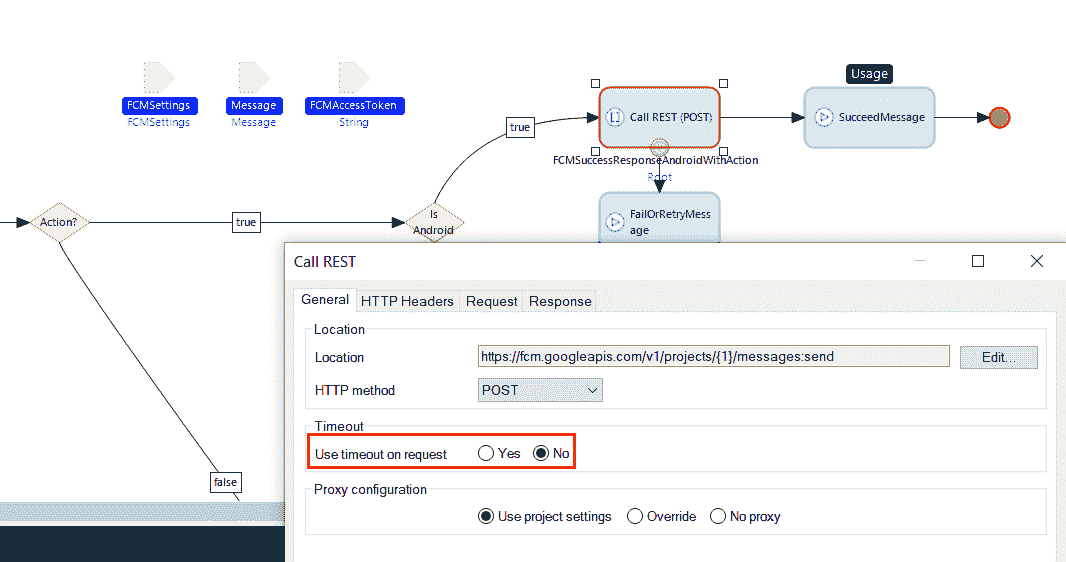 Usage
FCMSettings
FCMSettings
Message
Message
FCMAccessToken
String
true
Call REST {POST}
SucceedMessage
FCMSuccessResponseAndroidWithAction
Root
FailOrRetryMess
age
Action?
true
Is
Android
false
Call REST
General
HTTP Headers
Request
Response
Location
Location
https://fcm.googleapis.com/v1/projects/{1}/messages:send
Edit...
HTTP method
POST
Timeout
Use timeout on request
Yes
No
Proxy configuration
Use project settings
Override
No proxy